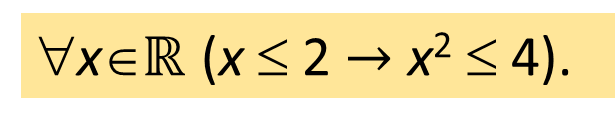 ∀x∈ℝ (x ≤ 2 → x² ≤ 4).